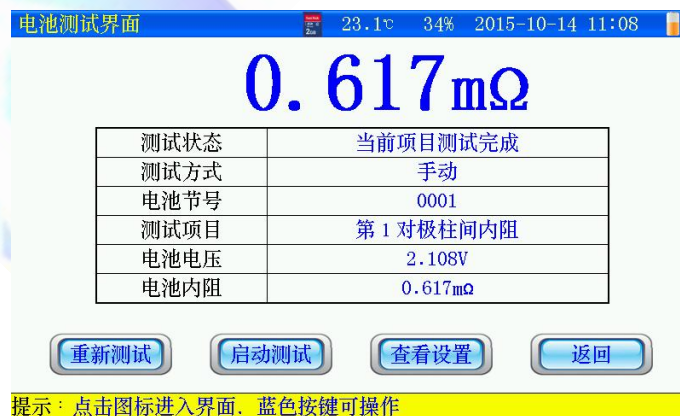 电池测试界面 23.1℃ 34% 2015-10-14 11:08
0.617mΩ
测试状态 当前项目测试完成
测试方式 手动
电池节号 0001
测试项目 第1对极柱间内阻
电池电压 2.108V
电池内阻 0.617mΩ
重新测试 启动测试 查看设置 返回
提示：点击图标进入界面，蓝色按键可操作